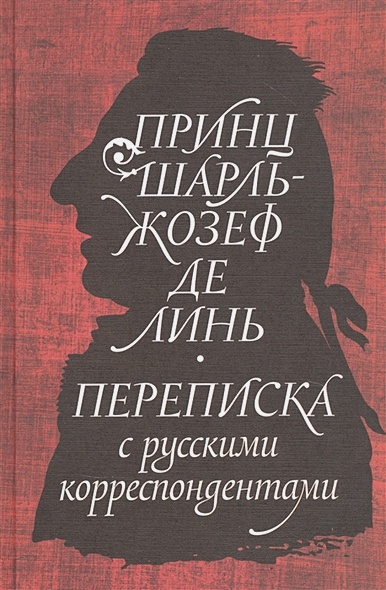 ПРИНЦ
ШАРЛЬ-
ЖОЗЕФ
ДЕ
ЛИНЬ
·
ПЕРЕПИСКА
с русскими
корреспондентами